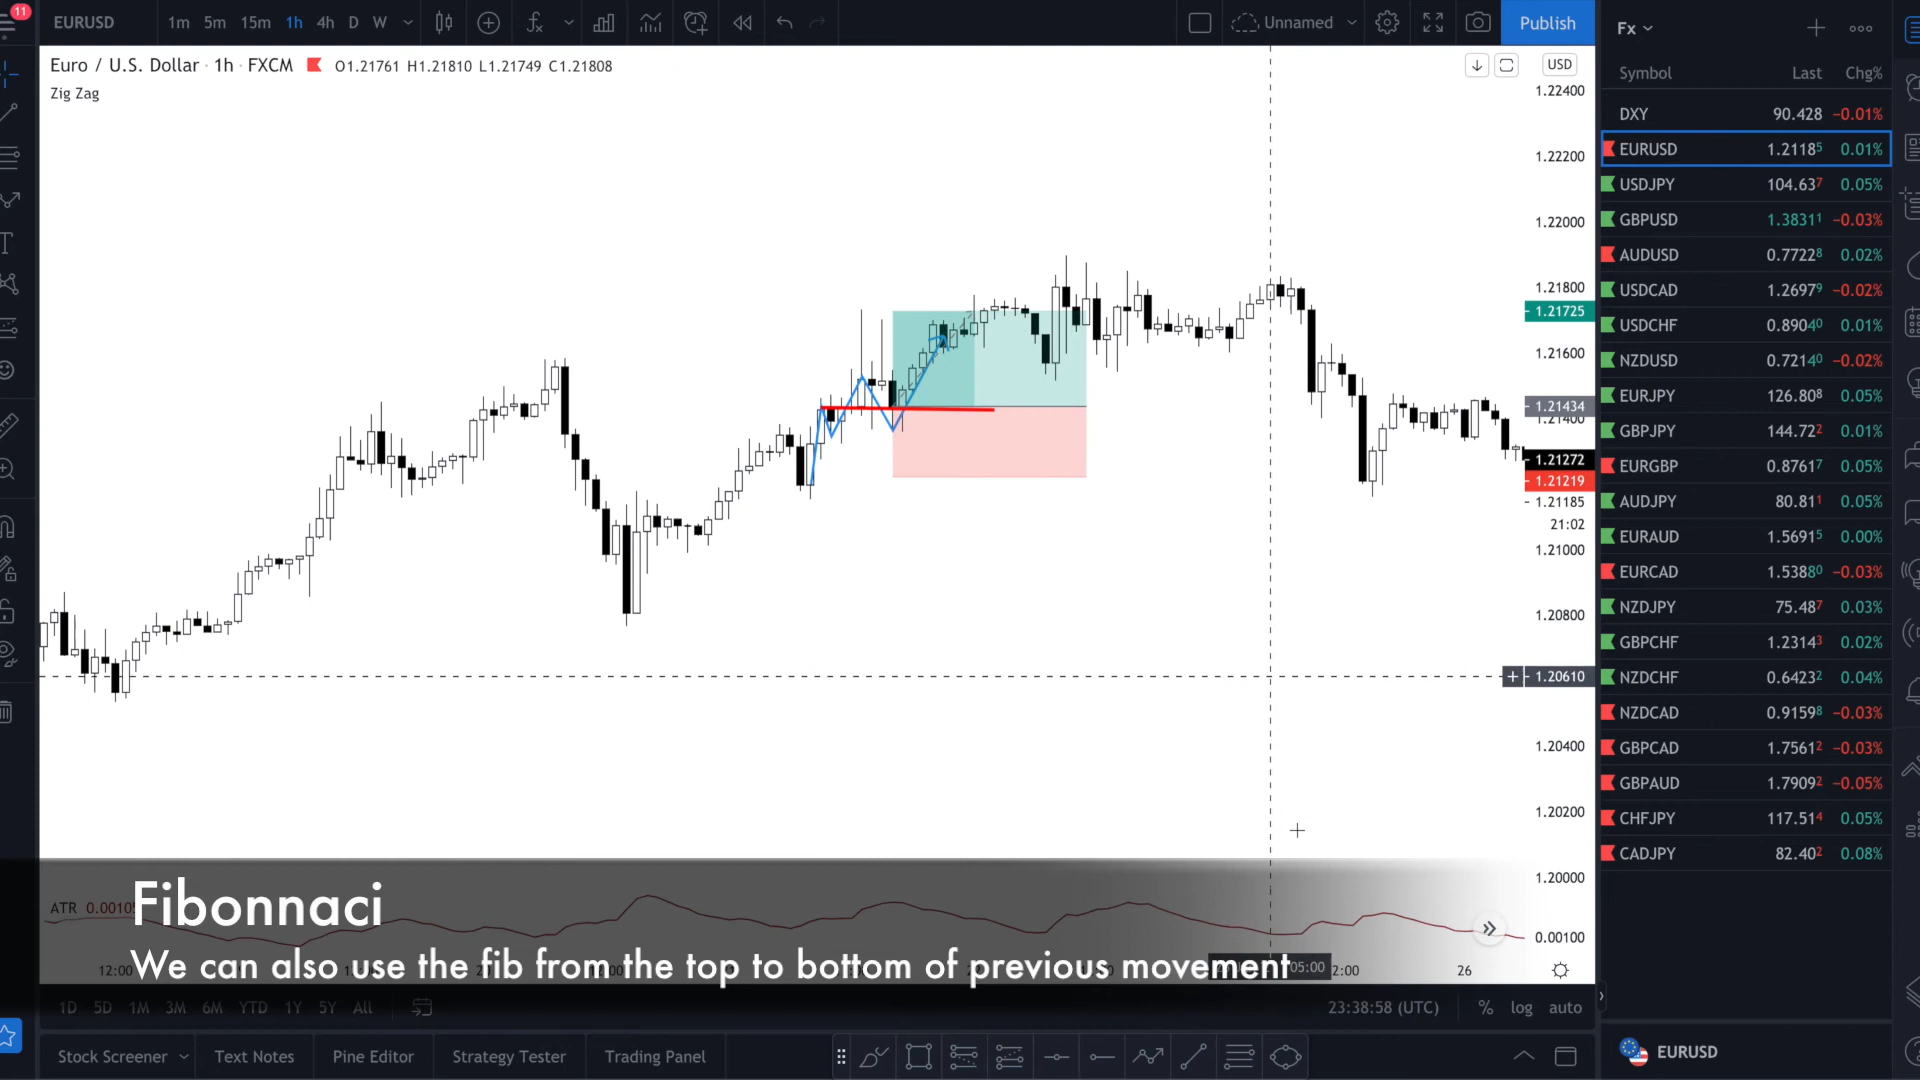 11
EURUSD
1m 5m 15m 1h 4h D W
Unnamed
Publish
Fx
Euro / U.S. Dollar · 1h · FXCM O1.21761 H1.21810 L1.21749 C1.21808
Zig Zag
USD
1.22400
1.22200
1.22000
1.21800
1.21725
1.21600
1.21434
1.21400
1.21272
1.21219
1.21185
21:02
1.21000
1.20800
1.20610
1.20400
1.20200
1.20000
0.00100
Symbol Last Chg%
DXY 90.428 −0.01%
EURUSD 1.21185 0.01%
USDJPY 104.637 0.05%
GBPUSD 1.38311 −0.03%
AUDUSD 0.77228 0.02%
USDCAD 1.26979 −0.02%
USDCHF 0.89040 0.01%
NZDUSD 0.72140 −0.02%
EURJPY 126.808 0.05%
GBPJPY 144.722 0.01%
EURGBP 0.87617 0.05%
AUDJPY 80.811 0.05%
EURAUD 1.56915 0.00%
EURCAD 1.53880 −0.03%
NZDJPY 75.487 0.03%
GBPCHF 1.23143 0.02%
NZDCHF 0.64232 0.04%
NZDCAD 0.91598 −0.03%
GBPCAD 1.75612 −0.03%
GBPAUD 1.79092 −0.05%
CHFJPY 117.514 0.05%
CADJPY 82.402 0.08%
ATR 0.00105
Fibonnaci
We can also use the fib from the top to bottom of previous movement
12:00 05:00 2:00 26
1D 5D 1M 3M 6M YTD 1Y 5Y All
23:38:58 (UTC) % log auto
Stock Screener Text Notes Pine Editor Strategy Tester Trading Panel
EURUSD